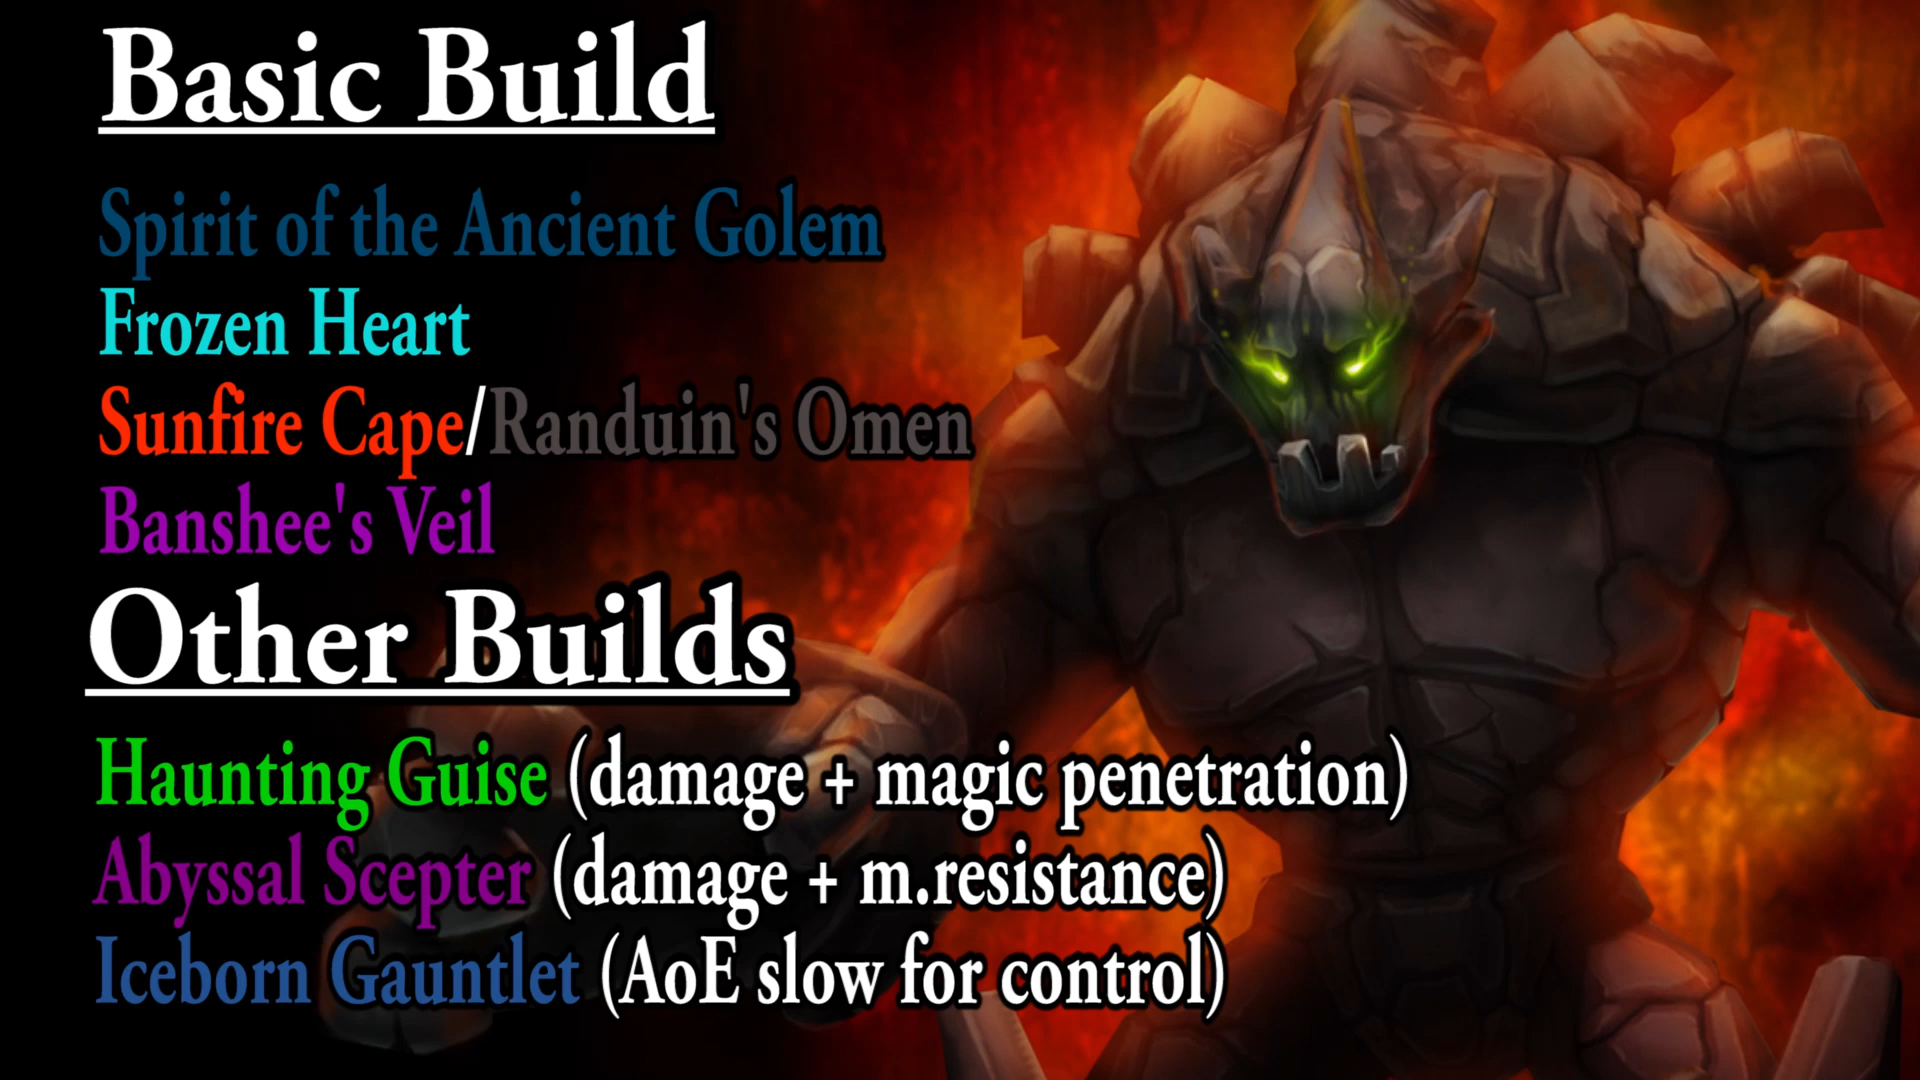 Basic Build
Spirit of the Ancient Golem
Frozen Heart
Sunfire Cape/Randuin's Omen
Banshee's Veil
Other Builds
Haunting Guise (damage + magic penetration)
Abyssal Scepter (damage + m.resistance)
Iceborn Gauntlet (AoE slow for control)